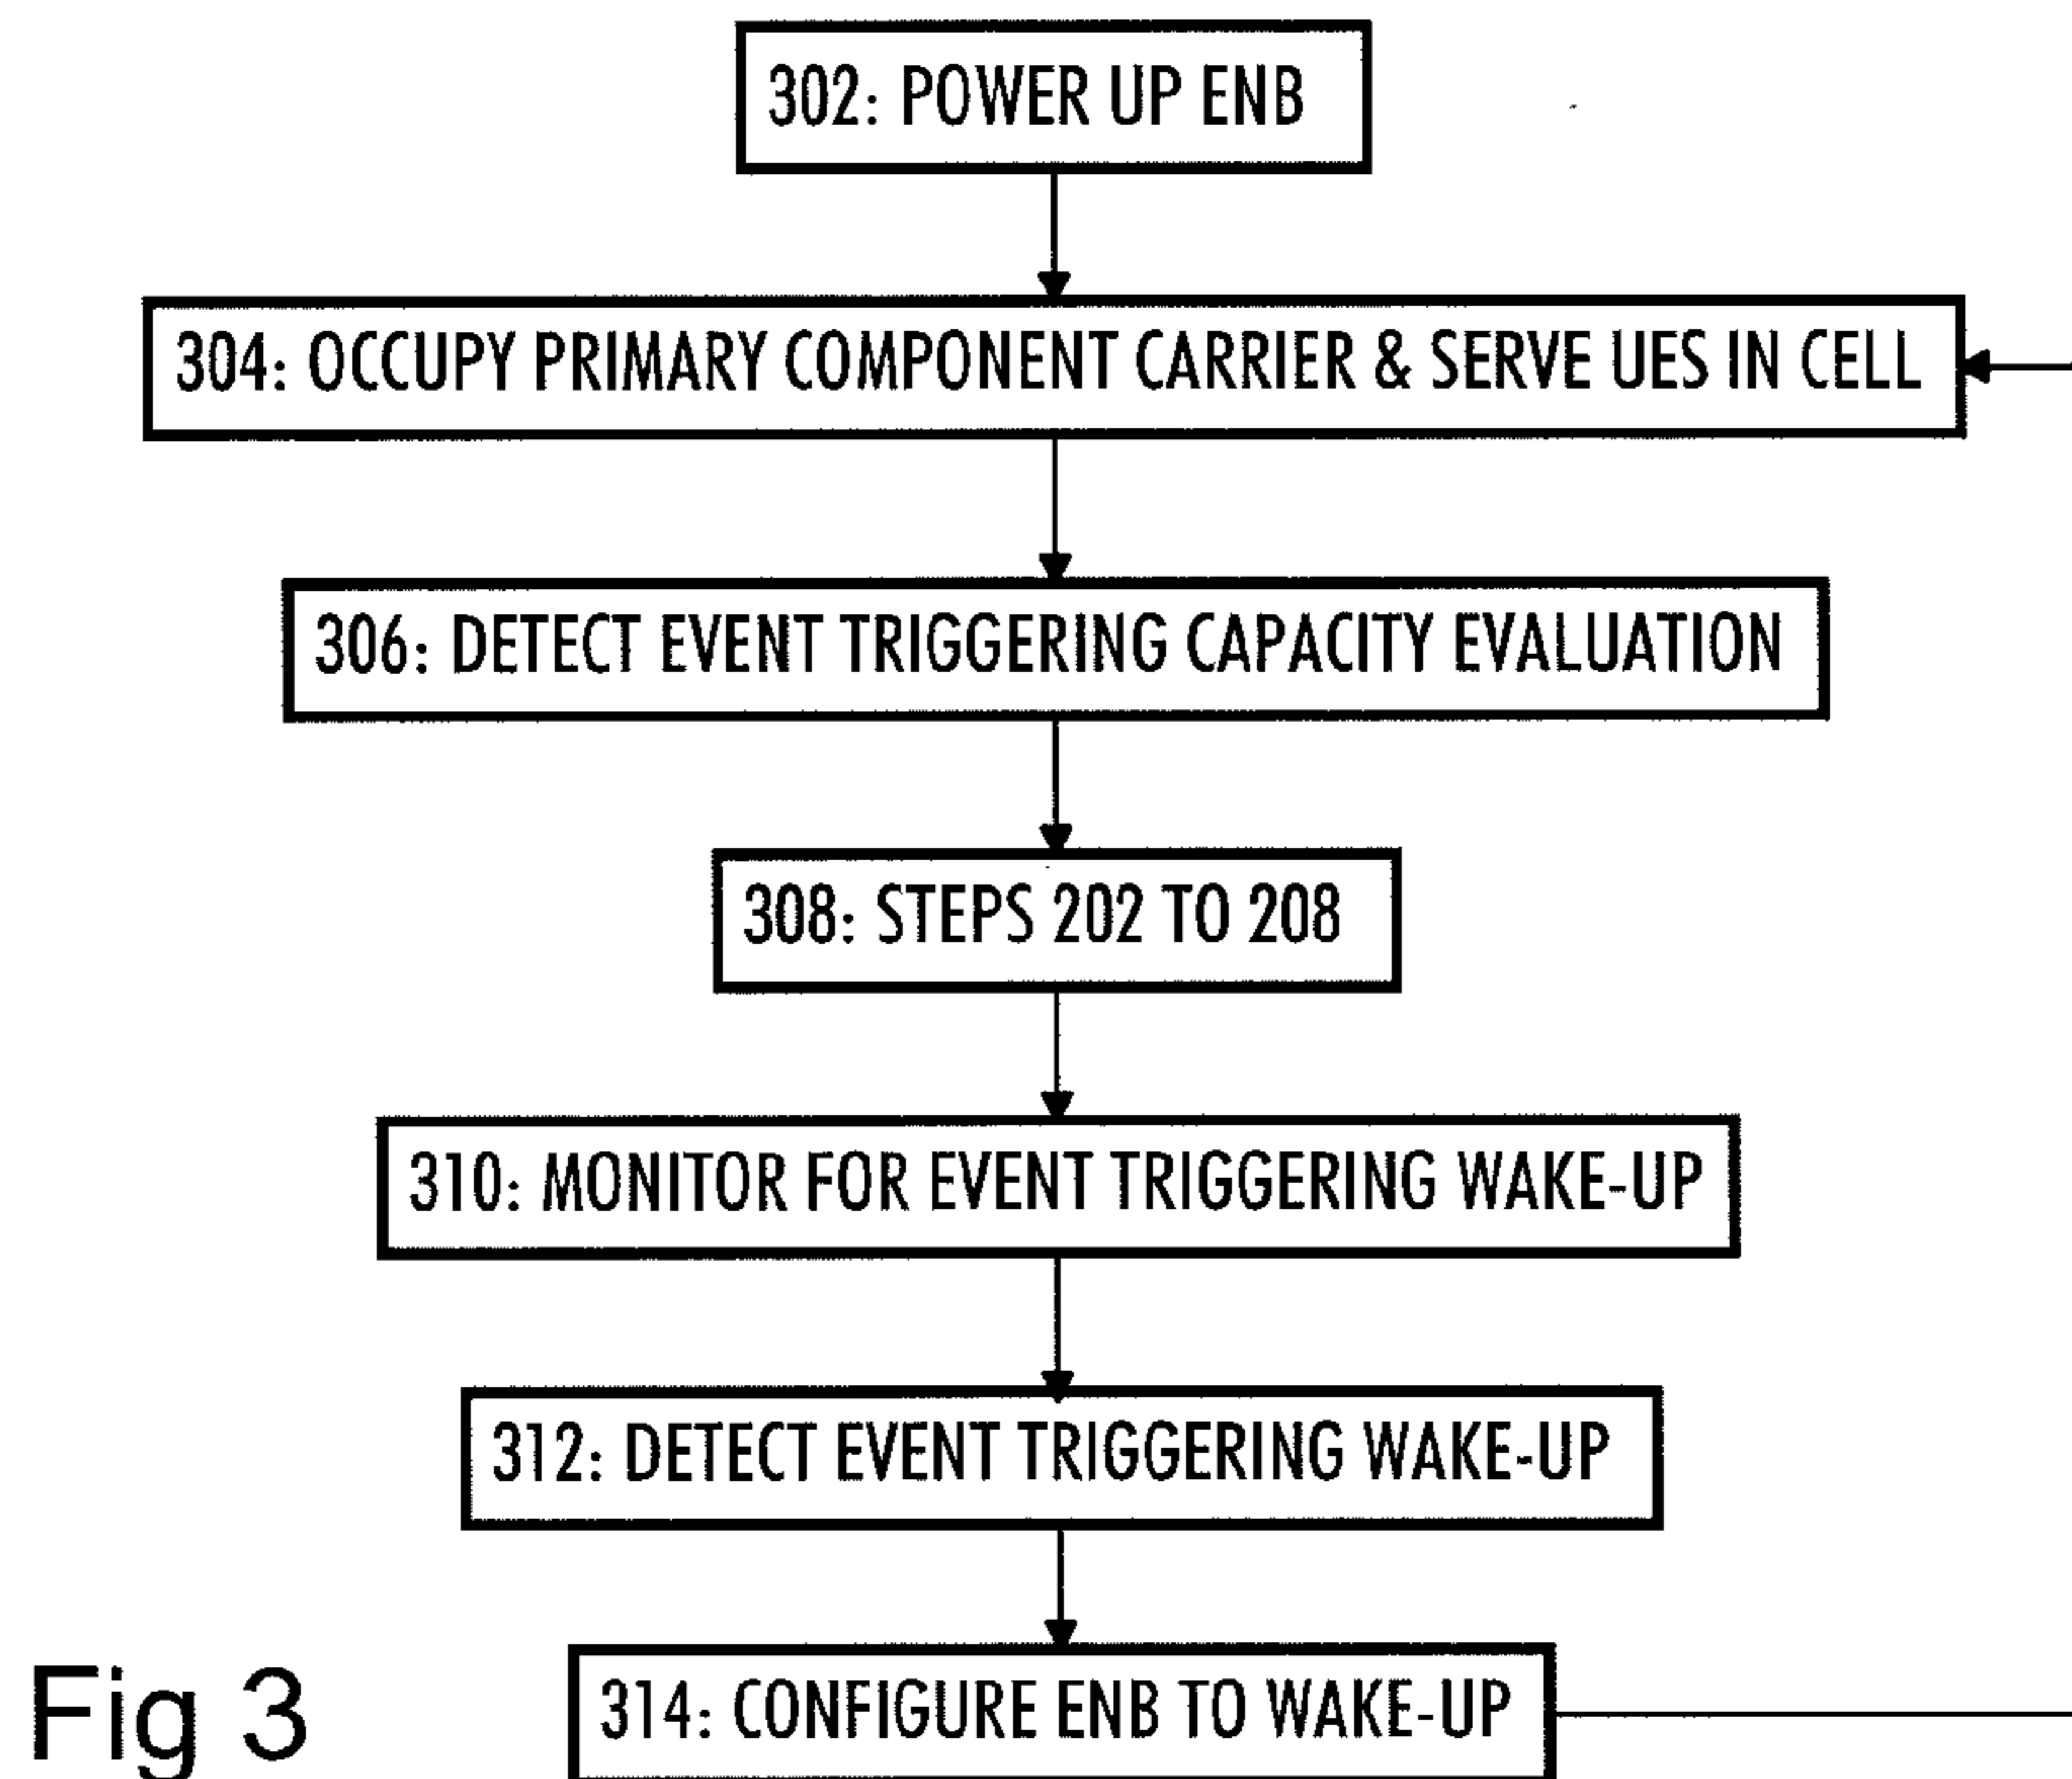 302: POWER UP ENB
304: OCCUPY PRIMARY COMPONENT CARRIER & SERVE UES IN CELL
306: DETECT EVENT TRIGGERING CAPACITY EVALUATION
308: STEPS 202 TO 208
310: MONITOR FOR EVENT TRIGGERING WAKE-UP
312: DETECT EVENT TRIGGERING WAKE-UP
314: CONFIGURE ENB TO WAKE-UP
Fig 3